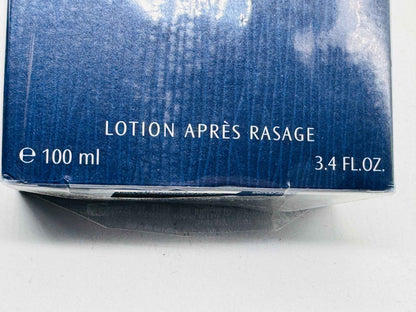 LOTION APRÈS RASAGE
℮ 100 ml 3.4 FL.OZ.